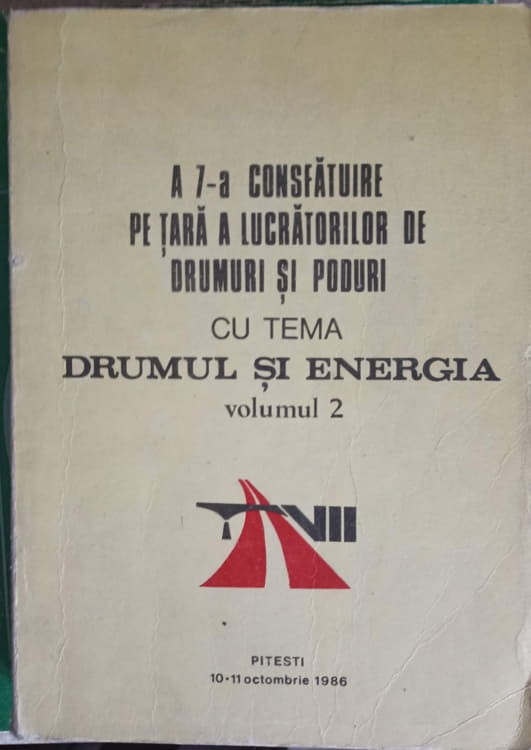 A 7-a CONSFĂTUIRE
PE ȚARĂ A LUCRĂTORILOR DE
DRUMURI ȘI PODURI
CU TEMA
DRUMUL ȘI ENERGIA
volumul 2
VII
PITESTI
10-11 octombrie 1986